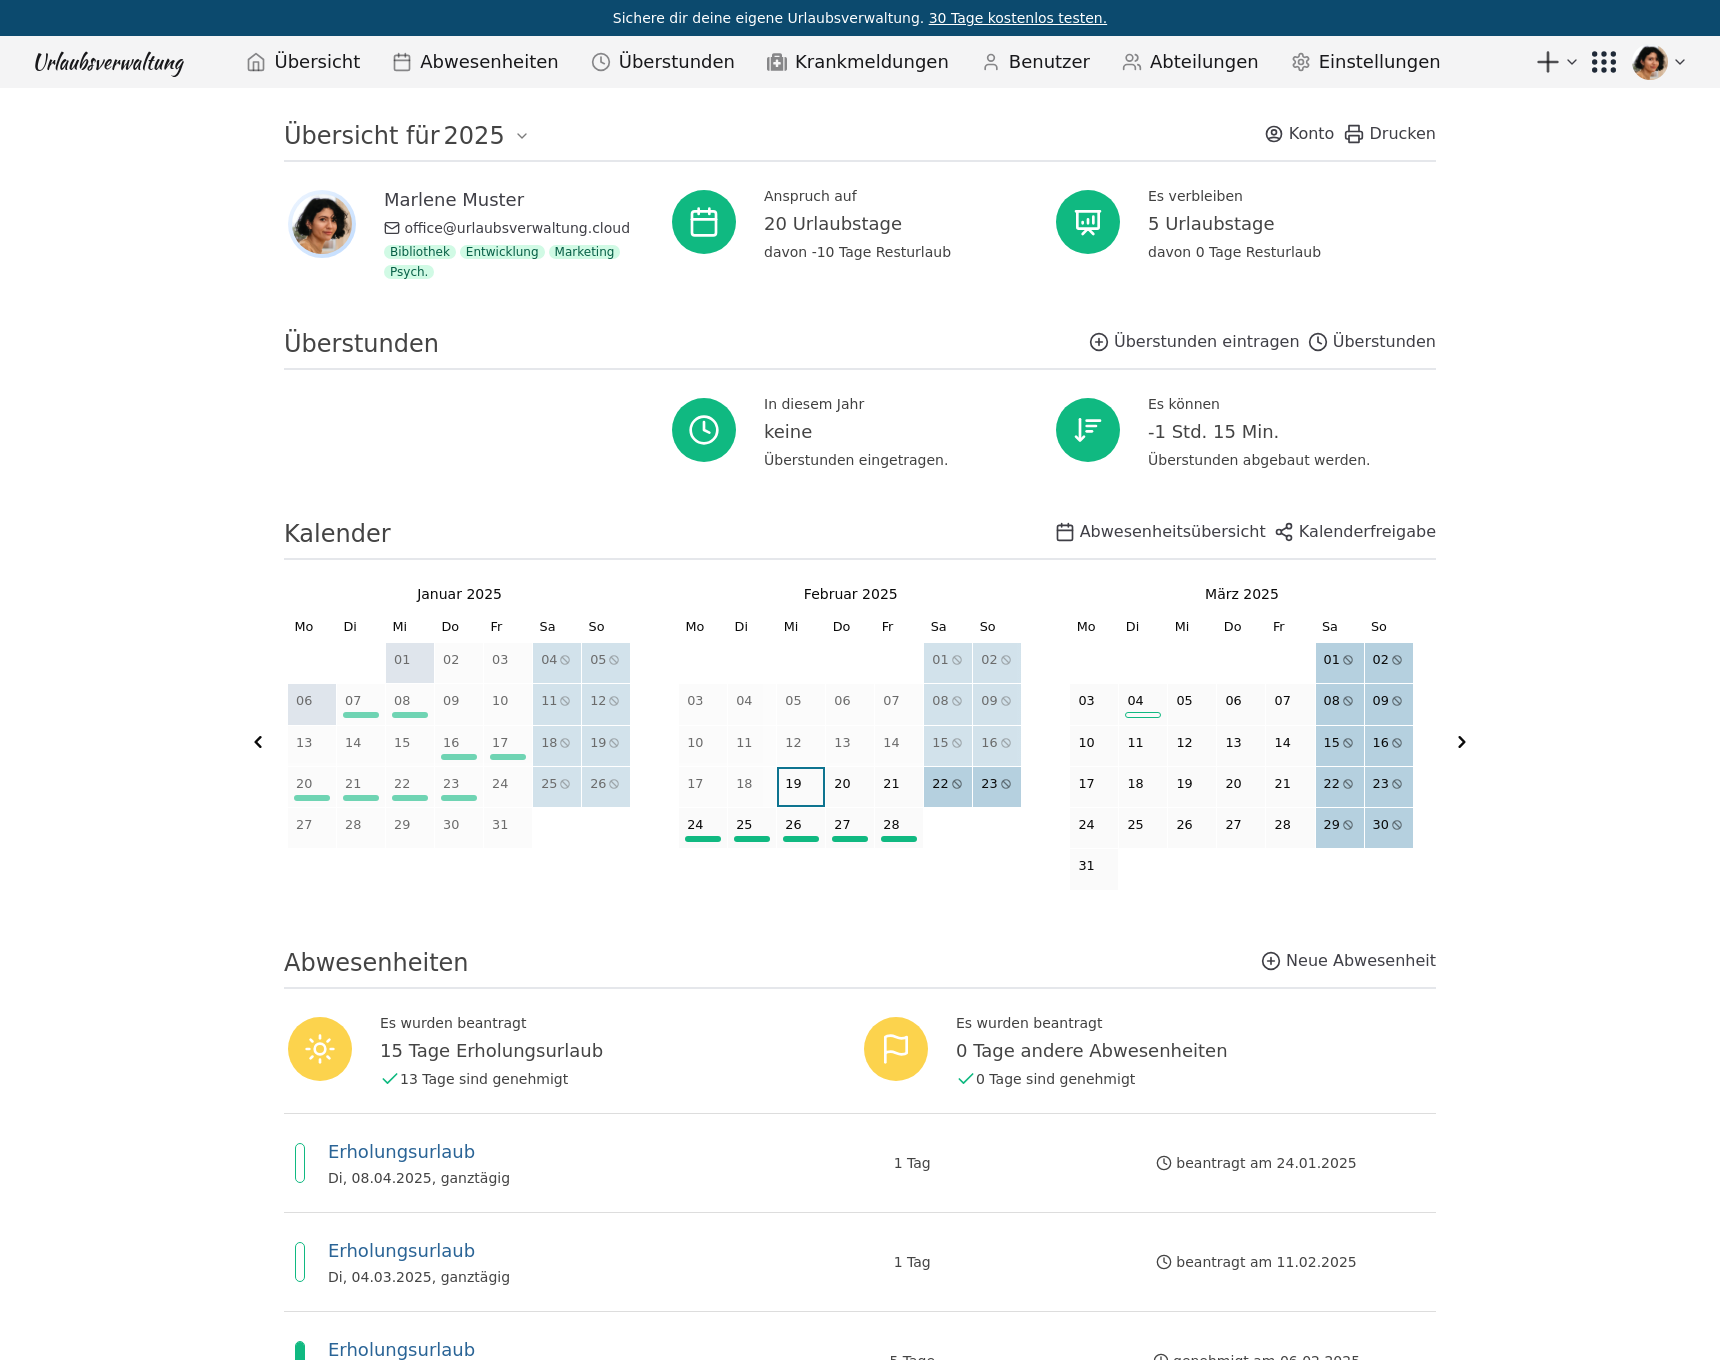 Sichere dir deine eigene Urlaubsverwaltung. 30 Tage kostenlos testen.
Urlaubsverwaltung Übersicht Abwesenheiten Überstunden Krankmeldungen Benutzer Abteilungen Einstellungen
Übersicht für 2025 Konto Drucken
Marlene Muster
office@urlaubsverwaltung.cloud
Bibliothek Entwicklung Marketing
Psych.
Anspruch auf
20 Urlaubstage
davon -10 Tage Resturlaub
Es verbleiben
5 Urlaubstage
davon 0 Tage Resturlaub
Überstunden Überstunden eintragen Überstunden
In diesem Jahr
keine
Überstunden eingetragen.
Es können
-1 Std. 15 Min.
Überstunden abgebaut werden.
Kalender Abwesenheitsübersicht Kalenderfreigabe
Januar 2025
Mo Di Mi Do Fr Sa So
01 02 03 04 05
06 07 08 09 10 11 12
13 14 15 16 17 18 19
20 21 22 23 24 25 26
27 28 29 30 31
Februar 2025
Mo Di Mi Do Fr Sa So
01 02
03 04 05 06 07 08 09
10 11 12 13 14 15 16
17 18 19 20 21 22 23
24 25 26 27 28
März 2025
Mo Di Mi Do Fr Sa So
01 02
03 04 05 06 07 08 09
10 11 12 13 14 15 16
17 18 19 20 21 22 23
24 25 26 27 28 29 30
31
Abwesenheiten Neue Abwesenheit
Es wurden beantragt
15 Tage Erholungsurlaub
13 Tage sind genehmigt
Es wurden beantragt
0 Tage andere Abwesenheiten
0 Tage sind genehmigt
Erholungsurlaub
Di, 08.04.2025, ganztägig
1 Tag
beantragt am 24.01.2025
Erholungsurlaub
Di, 04.03.2025, ganztägig
1 Tag
beantragt am 11.02.2025
Erholungsurlaub
5 Tage
genehmigt am 06.02.2025